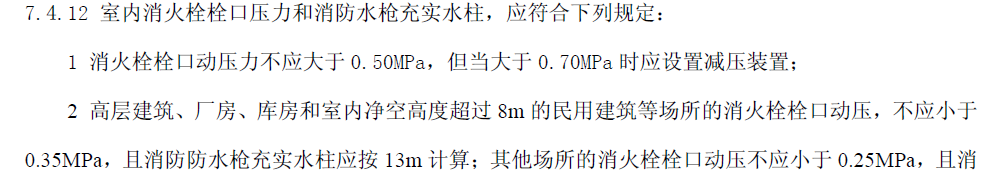 7.4.12 室内消火栓栓口压力和消防水枪充实水柱，应符合下列规定：
1 消火栓栓口动压力不应大于 0.50MPa，但当大于 0.70MPa 时应设置减压装置；
2 高层建筑、厂房、库房和室内净空高度超过 8m 的民用建筑等场所的消火栓栓口动压，不应小于
0.35MPa，且消防防水枪充实水柱应按 13m 计算；其他场所的消火栓栓口动压不应小于 0.25MPa，且消